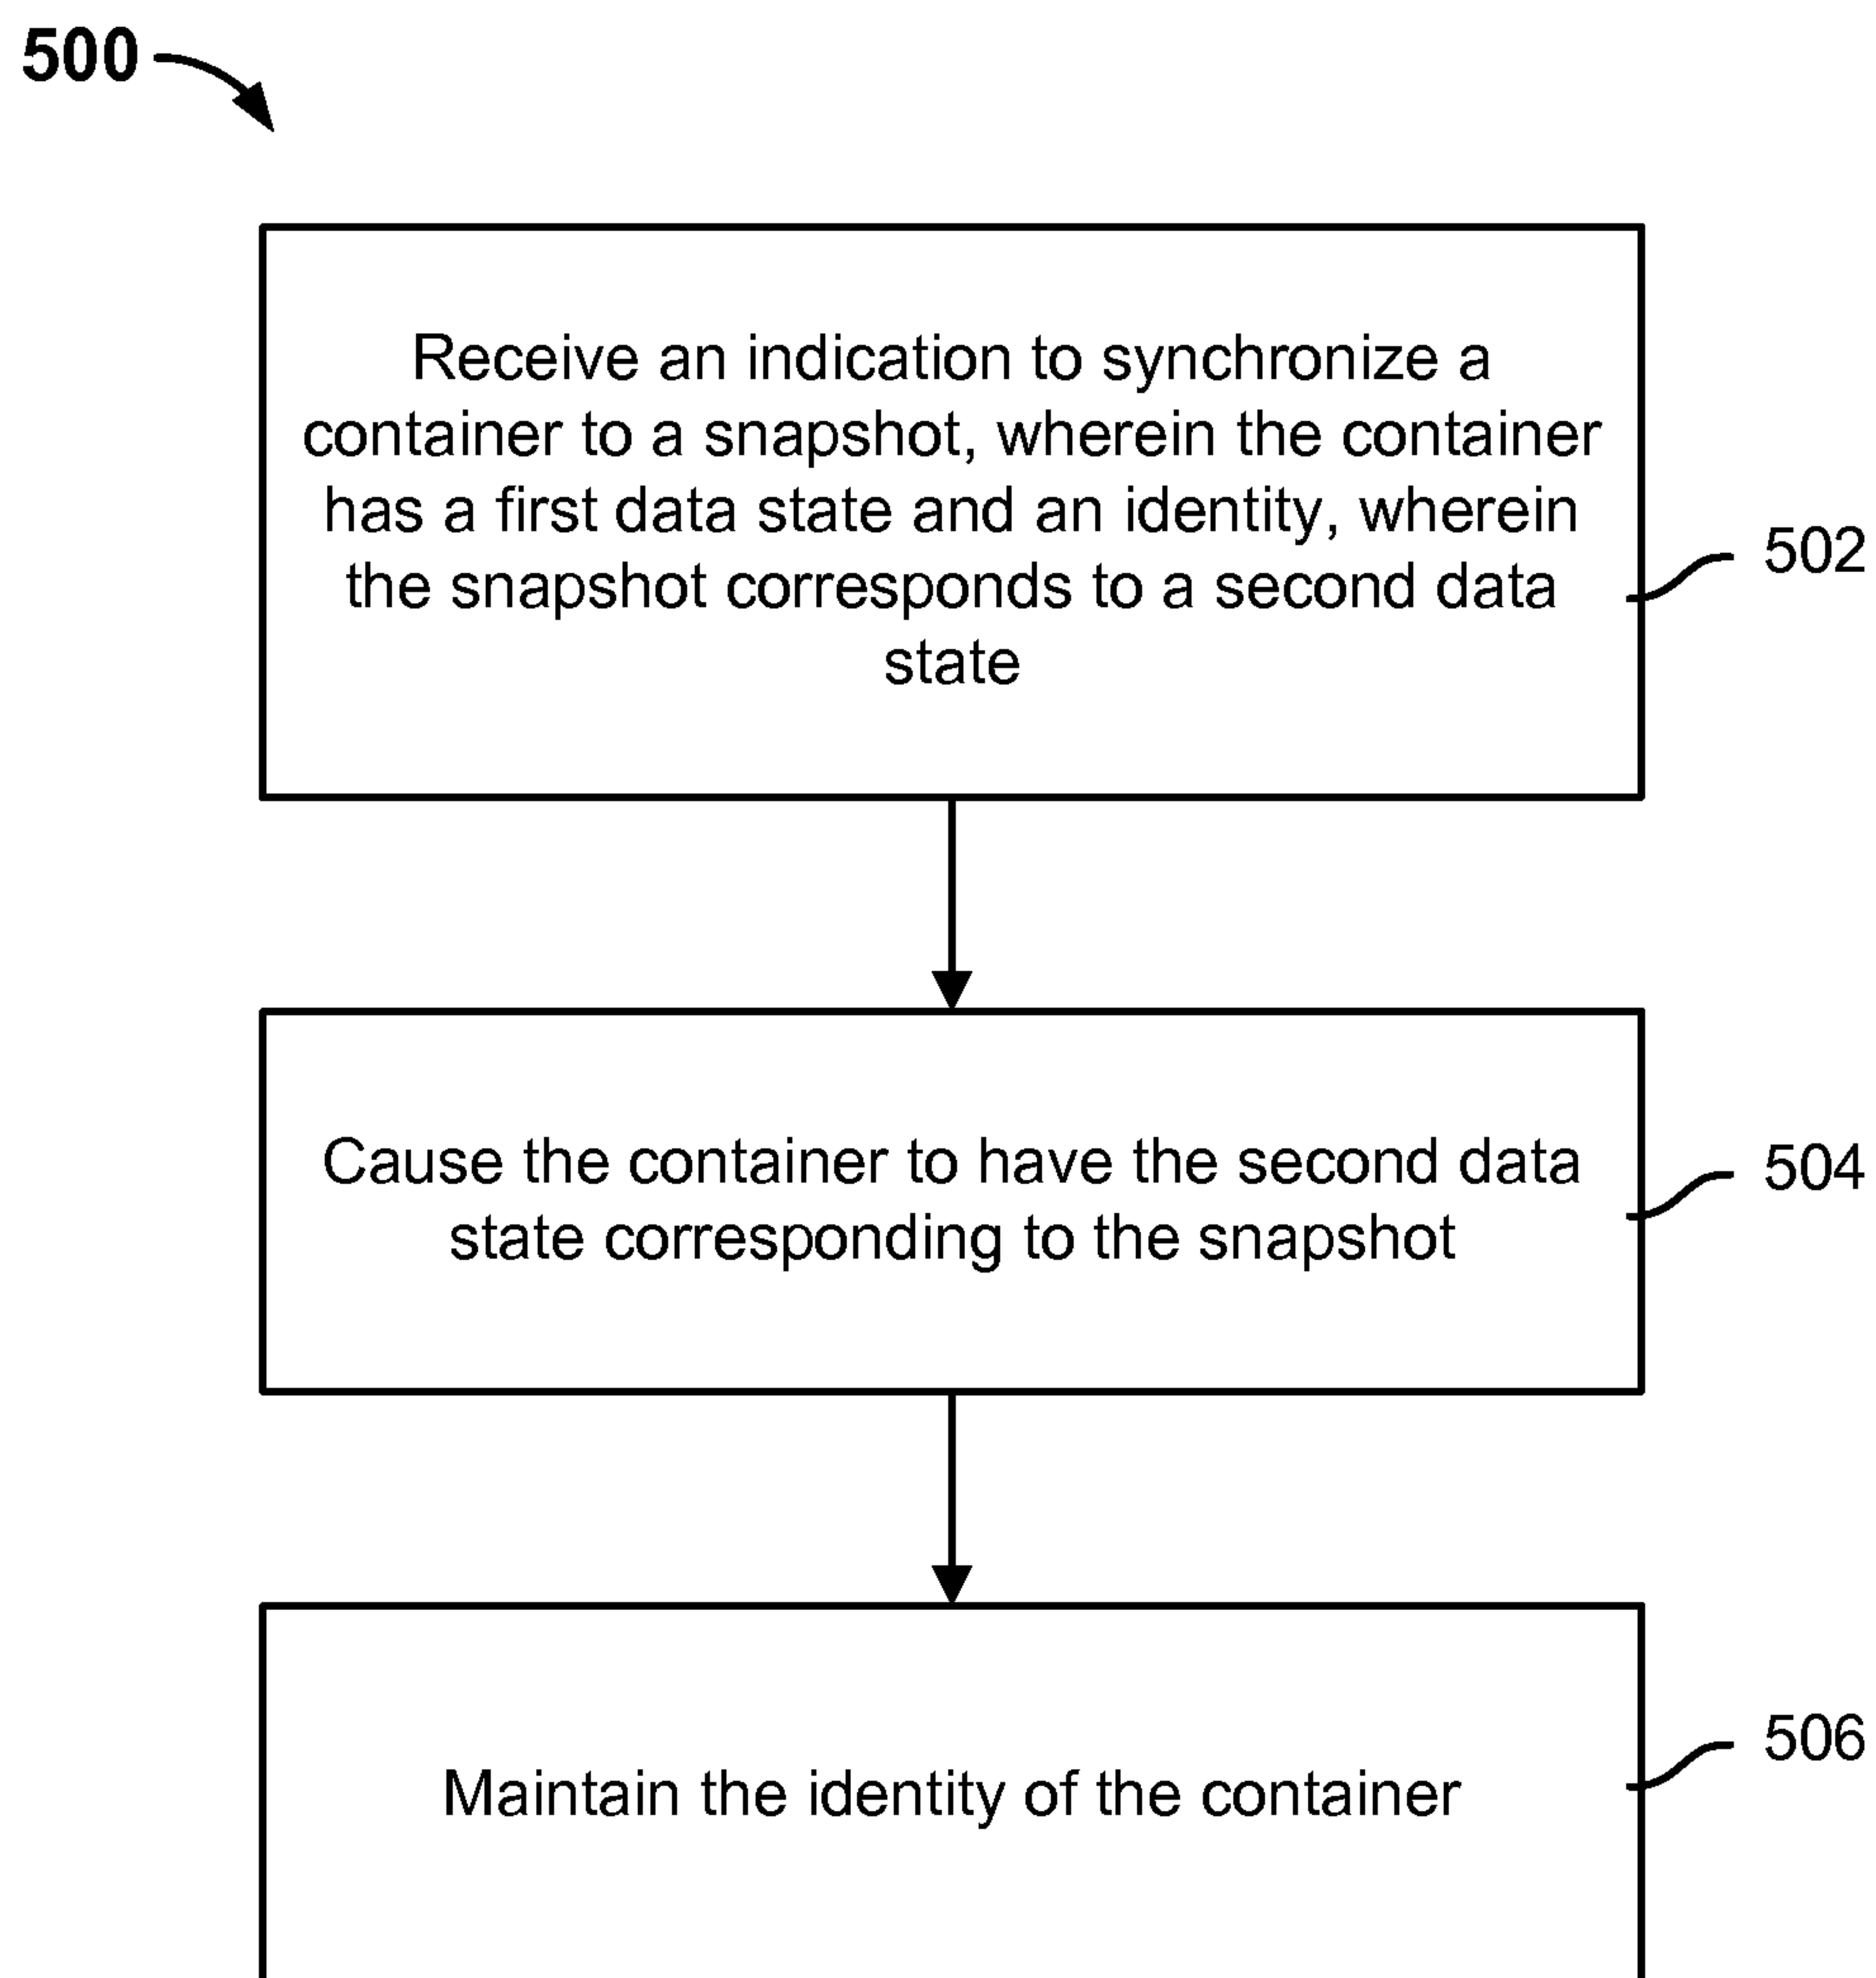 500
Receive an indication to synchronize a
container to a snapshot, wherein the container
has a first data state and an identity, wherein
the snapshot corresponds to a second data
state
502
Cause the container to have the second data
state corresponding to the snapshot
504
Maintain the identity of the container
506